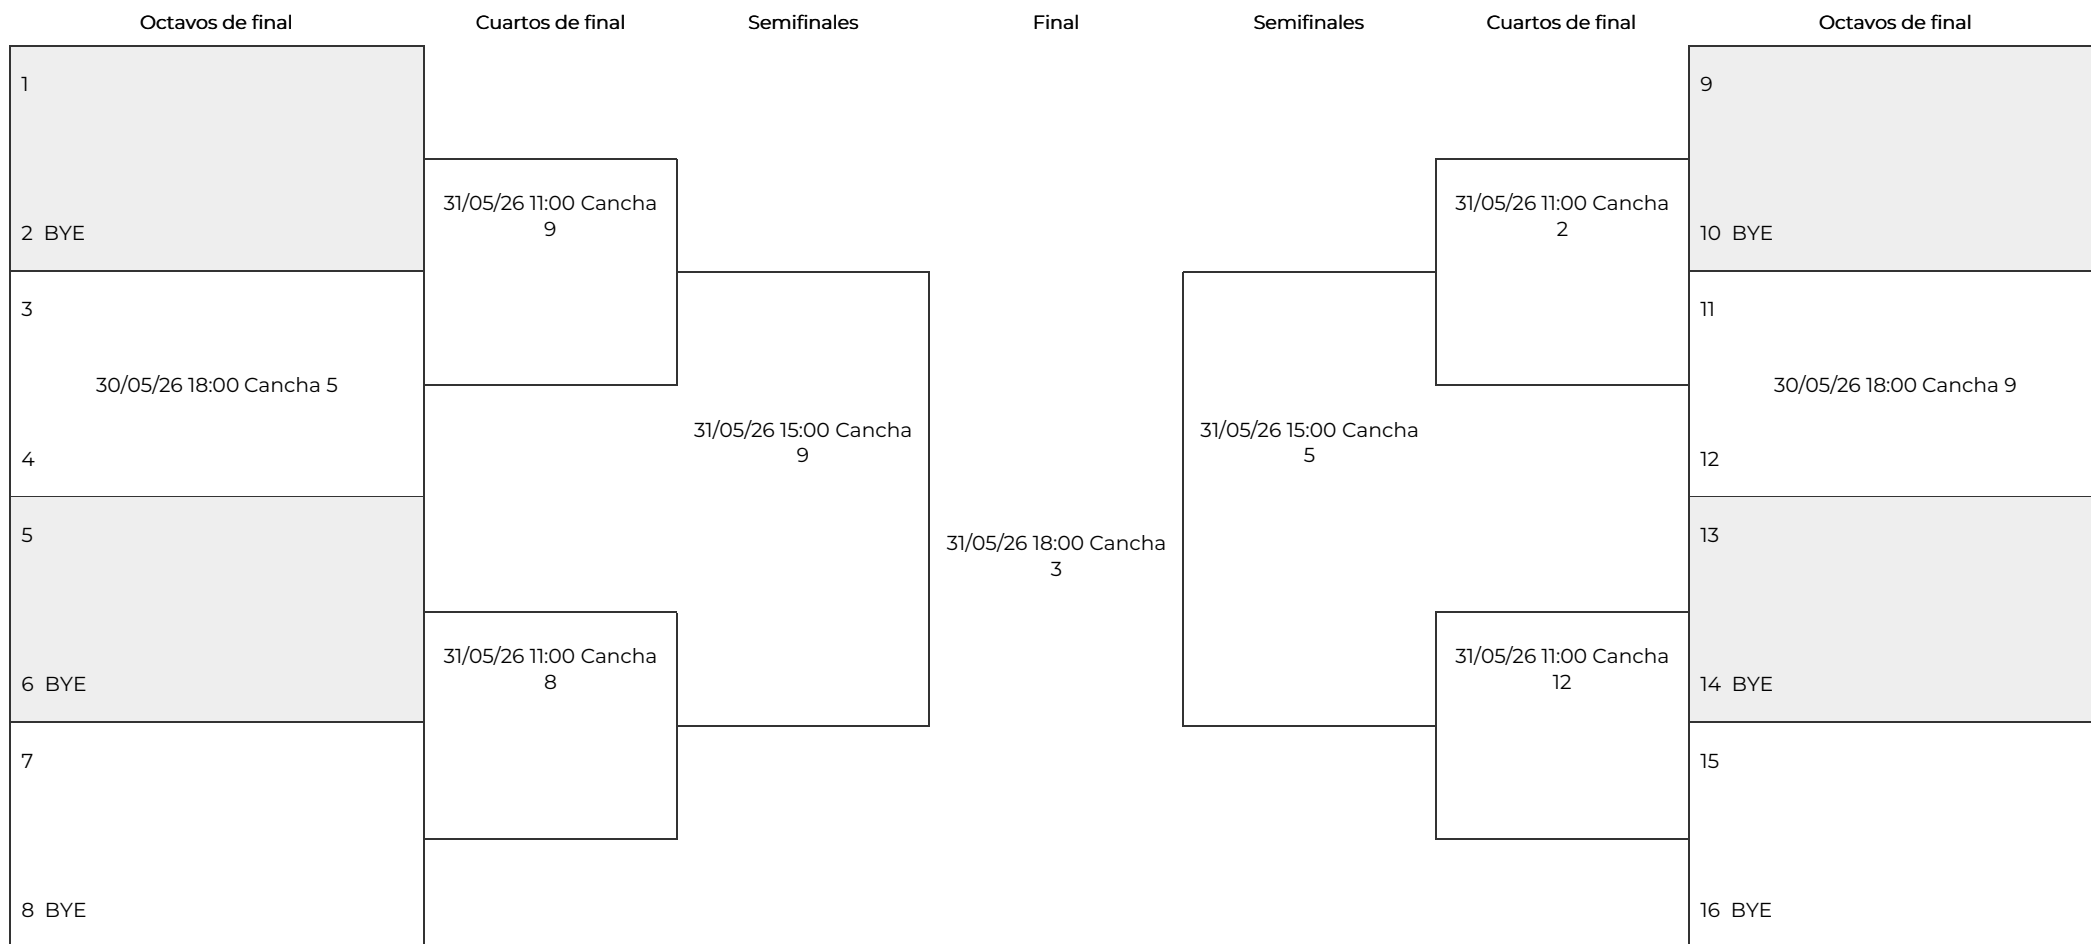 Octavos de final
Cuartos de final
Semifinales
Final
Semifinales
Cuartos de final
Octavos de final
1
2 BYE
3
30/05/26 18:00 Cancha 5
4
5
6 BYE
7
8 BYE
31/05/26 11:00 Cancha
9
31/05/26 11:00 Cancha
8
31/05/26 15:00 Cancha
9
31/05/26 18:00 Cancha
3
31/05/26 15:00 Cancha
5
31/05/26 11:00 Cancha
2
31/05/26 11:00 Cancha
12
9
10 BYE
11
30/05/26 18:00 Cancha 9
12
13
14 BYE
15
16 BYE